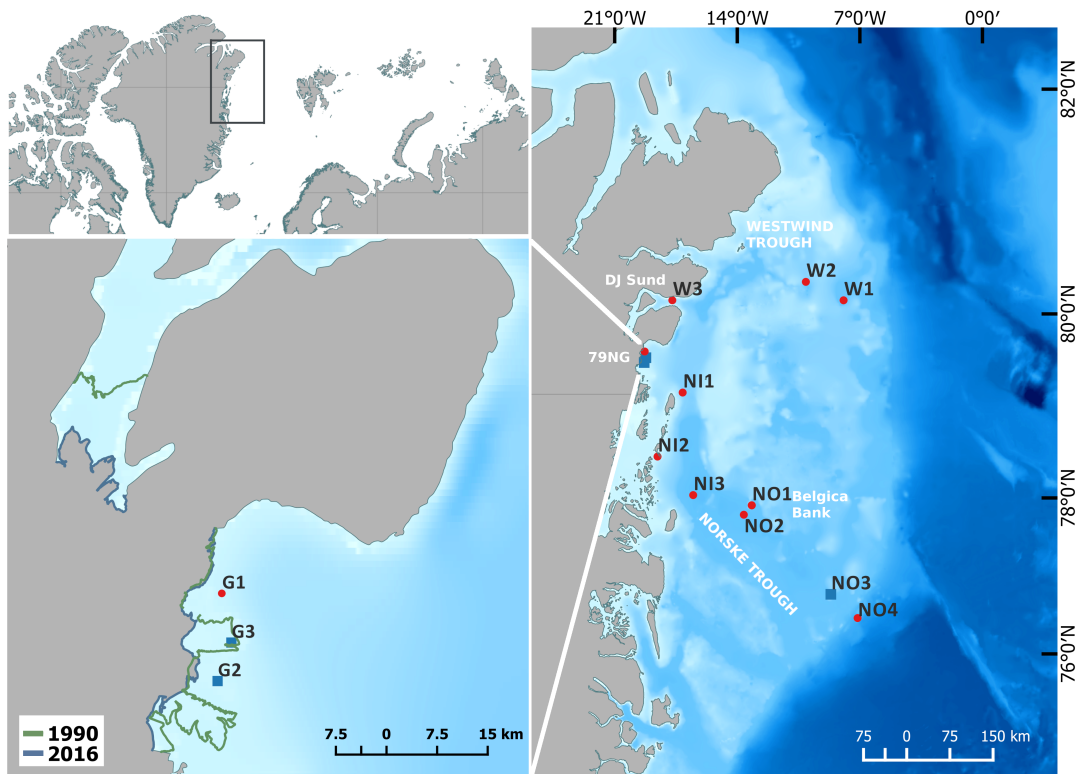 21°0′W 14°0′W 7°0′W 0°0′
82°0′N
80°0′N
78°0′N
76°0′N
WESTWIND
TROUGH
W2
W1
DJ Sund
W3
79NG
NI1
NI2
NI3
NO1
NO2
Belgica
Bank
NORSKE TROUGH
NO3
NO4
75 0 75 150 km
G1
G3
G2
1990
2016
7.5 0 7.5 15 km